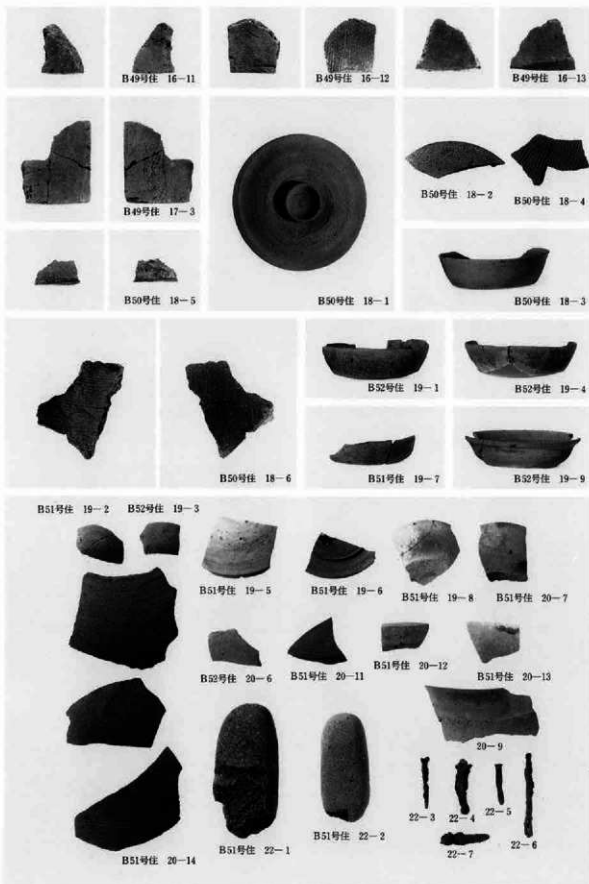 B49号住 16—11
B49号住 16—12
B49号住 16—13
B49号住 17—3
B50号住 18—1
B50号住 18—2
B50号住 18—4
B50号住 18—5
B50号住 18—3
B50号住 18—6
B52号住 19—1
B52号住 19—4
B51号住 19—7
B52号住 19—9
B51号住 19—2
B52号住 19—3
B51号住 19—5
B51号住 19—6
B51号住 19—8
B51号住 20—7
B52号住 20—6
B51号住 20—11
B51号住 20—12
B51号住 20—13
20—9
22—3
22—4
22—5
22—6
22—7
B51号住 20—14
B51号住 22—1
B51号住 22—2